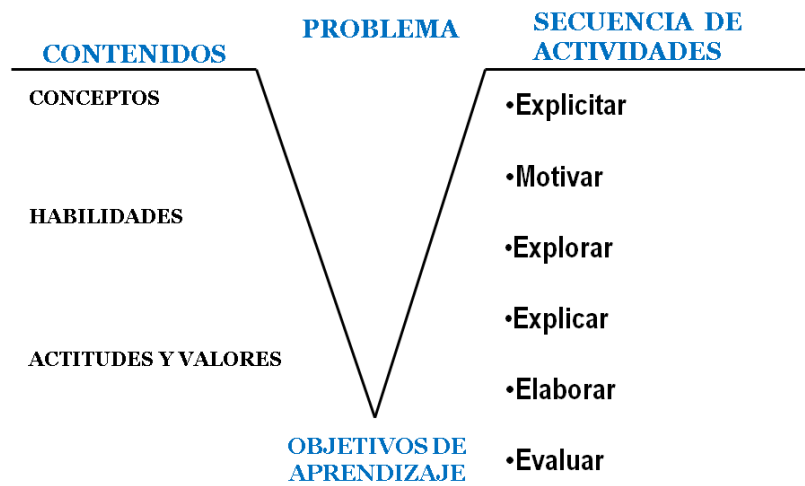 CONTENIDOS
CONCEPTOS
HABILIDADES
ACTITUDES Y VALORES
PROBLEMA
OBJETIVOS DE
APRENDIZAJE
SECUENCIA DE
ACTIVIDADES
•Explicitar
•Motivar
•Explorar
•Explicar
•Elaborar
•Evaluar